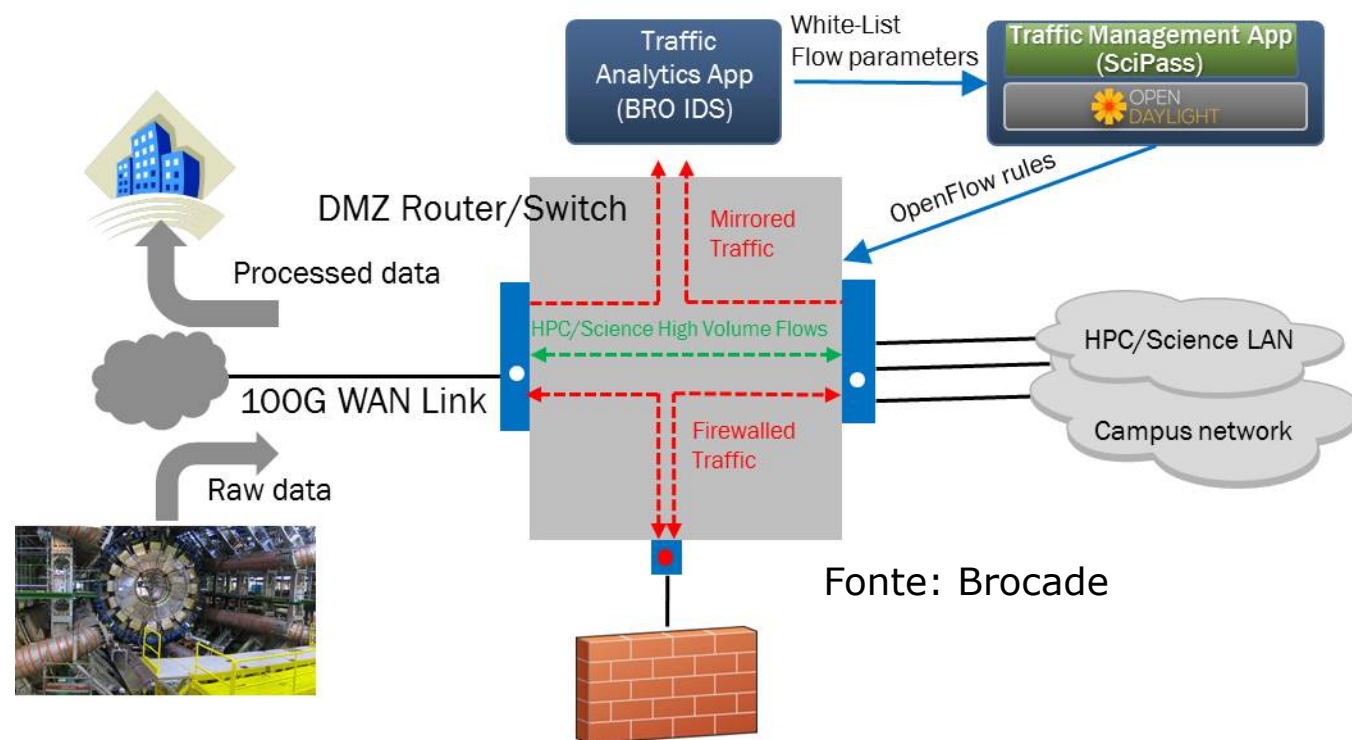 Traffic
Analytics App
(BRO IDS)
White-List
Flow parameters
Traffic Management App
(SciPass)
OPEN
DAYLIGHT
OpenFlow rules
DMZ Router/Switch
Mirrored
Traffic
Processed data
HPC/Science High Volume Flows
HPC/Science LAN
100G WAN Link
Firewalled
Traffic
Campus network
Raw data
Fonte: Brocade